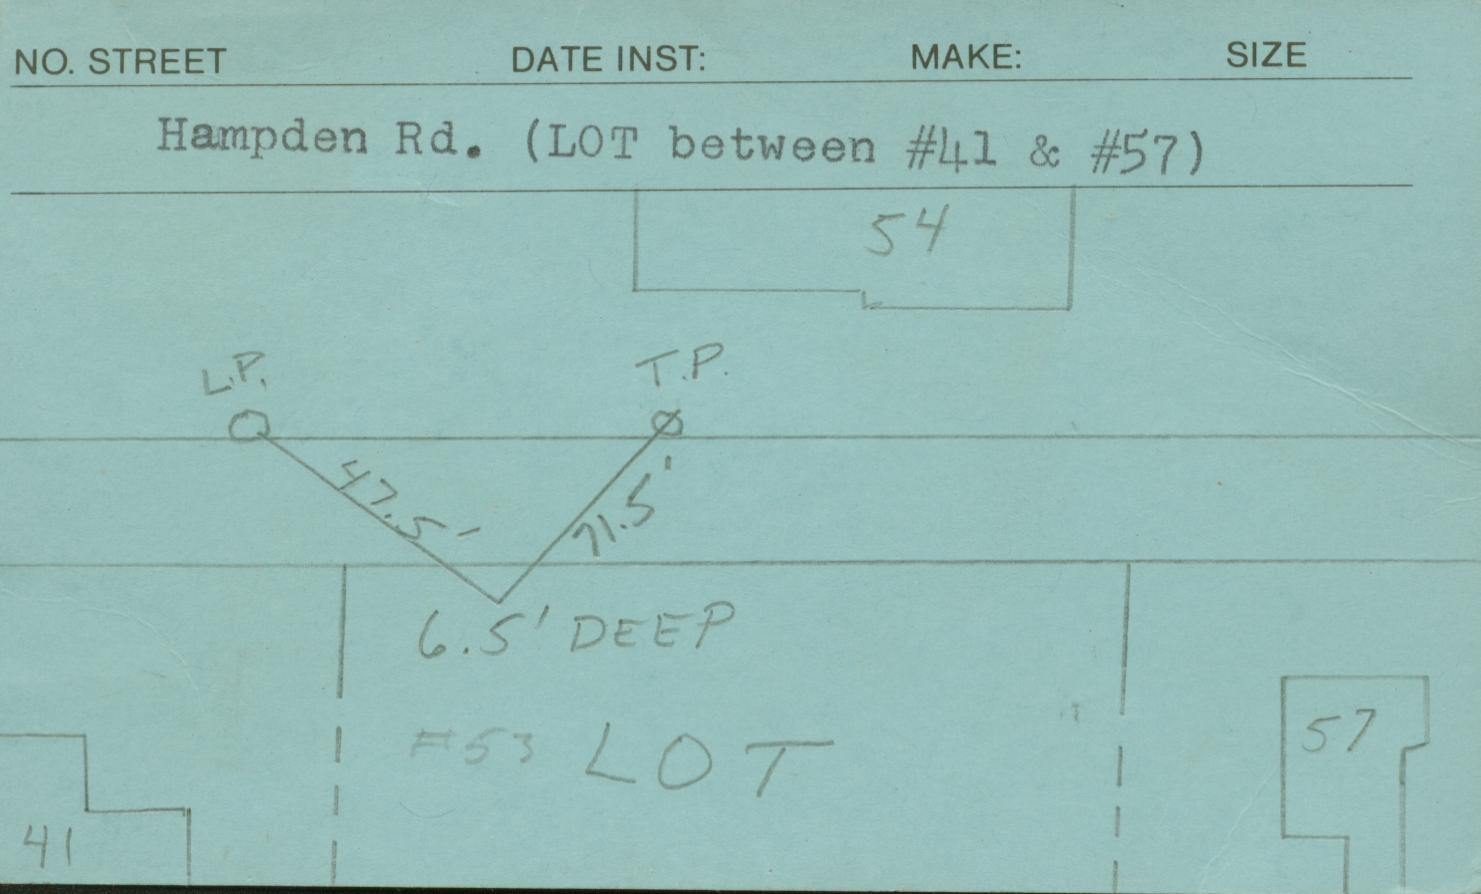 NO. STREET DATE INST: MAKE: SIZE
Hampden Rd. (LOT between #41 & #57)
54
L.P. T.P.
47.5' 71.5'
6.5' DEEP
#53 LOT
57
41